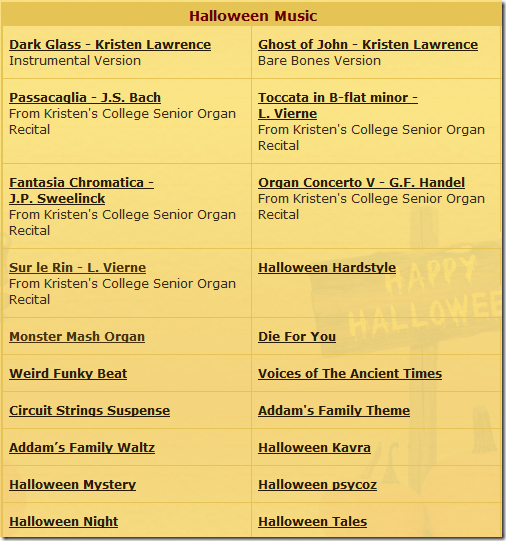 Halloween Music
Dark Glass - Kristen Lawrence
Instrumental Version
Ghost of John - Kristen Lawrence
Bare Bones Version
Passacaglia - J.S. Bach
From Kristen's College Senior Organ
Recital
Toccata in B-flat minor -
L. Vierne
From Kristen's College Senior Organ
Recital
Fantasia Chromatica -
J.P. Sweelinck
From Kristen's College Senior Organ
Recital
Organ Concerto V - G.F. Handel
From Kristen's College Senior Organ
Recital
Sur le Rin - L. Vierne
From Kristen's College Senior Organ
Recital
Halloween Hardstyle
Monster Mash Organ
Die For You
Weird Funky Beat
Voices of The Ancient Times
Circuit Strings Suspense
Addam's Family Theme
Addam’s Family Waltz
Halloween Kavra
Halloween Mystery
Halloween psycoz
Halloween Night
Halloween Tales
HAPPY
HALLOWEE